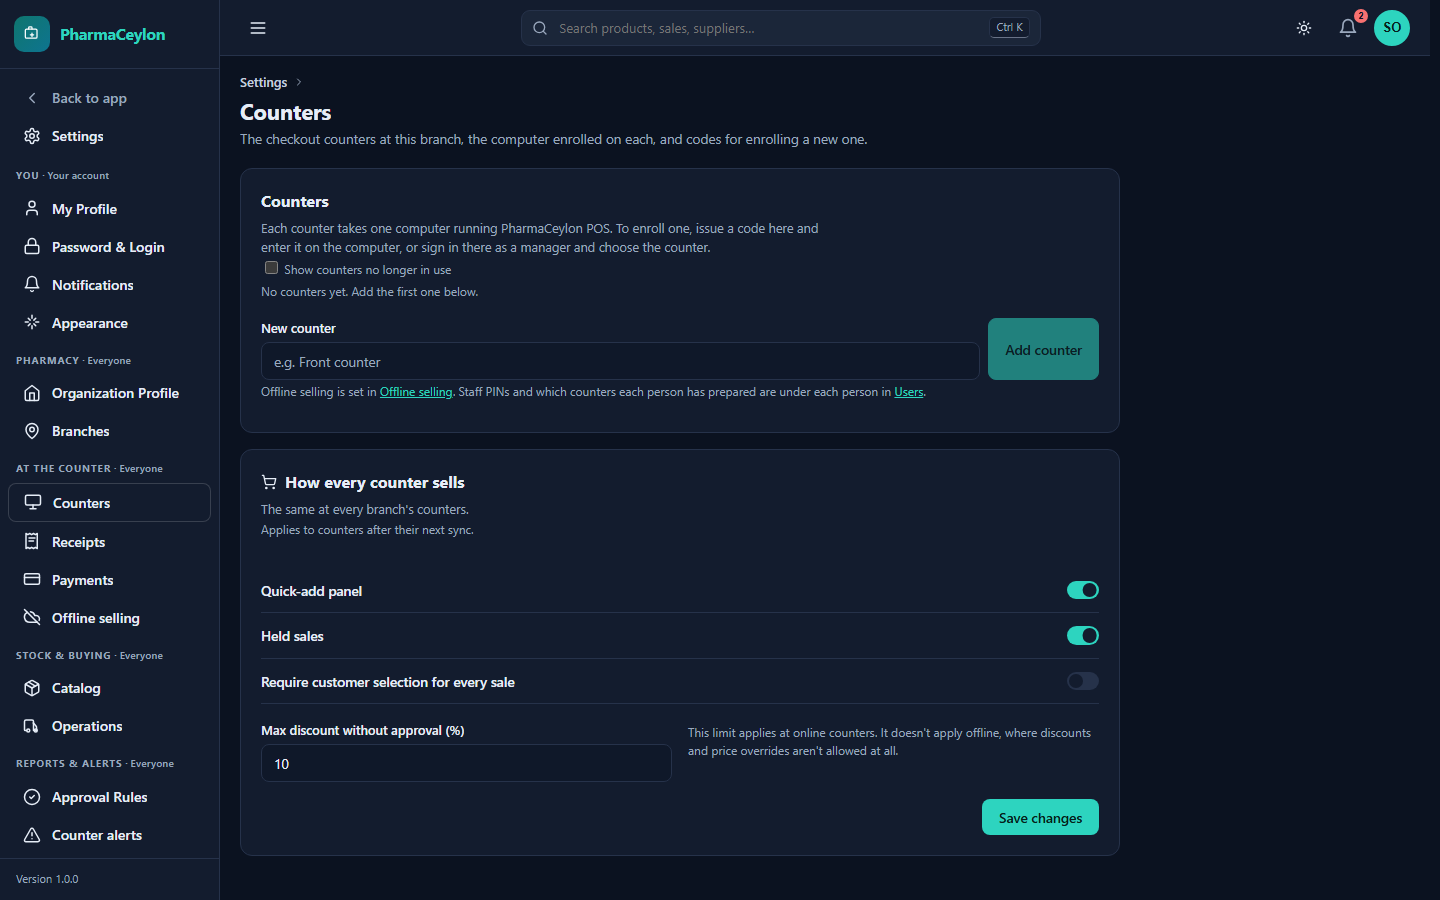 PharmaCeylon
Search products, sales, suppliers...
Ctrl K
2
SO
Back to app
Settings
YOU · Your account
My Profile
Password & Login
Notifications
Appearance
PHARMACY · Everyone
Organization Profile
Branches
AT THE COUNTER · Everyone
Counters
Receipts
Payments
Offline selling
STOCK & BUYING · Everyone
Catalog
Operations
REPORTS & ALERTS · Everyone
Approval Rules
Counter alerts
Version 1.0.0
Settings
Counters
The checkout counters at this branch, the computer enrolled on each, and codes for enrolling a new one.
Counters
Each counter takes one computer running PharmaCeylon POS. To enroll one, issue a code here and
enter it on the computer, or sign in there as a manager and choose the counter.
Show counters no longer in use
No counters yet. Add the first one below.
New counter
e.g. Front counter
Add counter
Offline selling is set in Offline selling. Staff PINs and which counters each person has prepared are under each person in Users.
How every counter sells
The same at every branch's counters.
Applies to counters after their next sync.
Quick-add panel
Held sales
Require customer selection for every sale
Max discount without approval (%)
10
This limit applies at online counters. It doesn't apply offline, where discounts
and price overrides aren't allowed at all.
Save changes